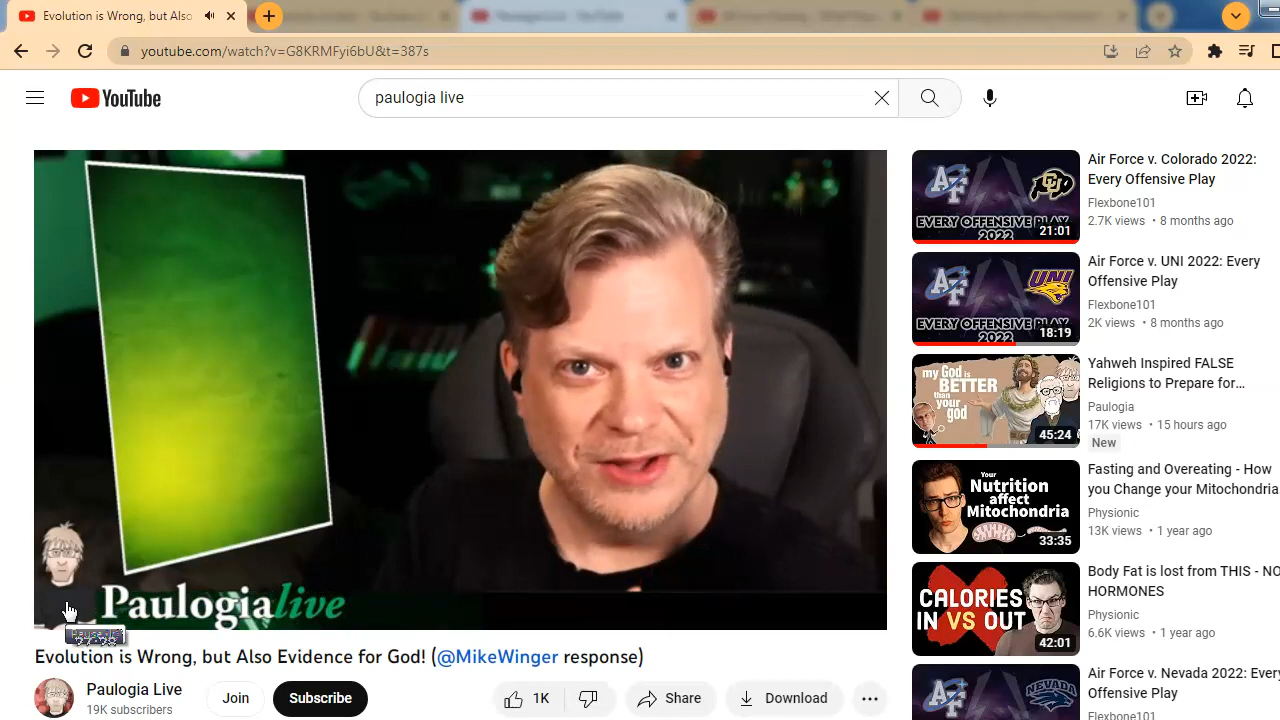 Evolution is Wrong, but Also
youtube.com/watch?v=G8KRMFyi6bU&t=387s
YouTube
paulogia live
Paulogialive
Evolution is Wrong, but Also Evidence for God! (@MikeWinger response)
Paulogia Live
19K subscribers
Join
Subscribe
1K
Share
Download
AF
CU
EVERY OFFENSIVE PLAY
2022
21:01
Air Force v. Colorado 2022:
Every Offensive Play
Flexbone101
2.7K views • 8 months ago
AF
UNI
EVERY OFFENSIVE PLAY
2022
18:19
Air Force v. UNI 2022: Every
Offensive Play
Flexbone101
2K views • 8 months ago
my God is
BETTER
than
your
god
45:24
Yahweh Inspired FALSE
Religions to Prepare for...
Paulogia
17K views • 15 hours ago
New
Your
Nutrition
affect
Mitochondria
33:35
Fasting and Overeating - How
you Change your Mitochondria
Physionic
13K views • 1 year ago
CALORIES
IN VS OUT
42:01
Body Fat is lost from THIS - NO
HORMONES
Physionic
6.6K views • 1 year ago
AF
NEVADA
Air Force v. Nevada 2022: Every
Offensive Play
Flexbone101